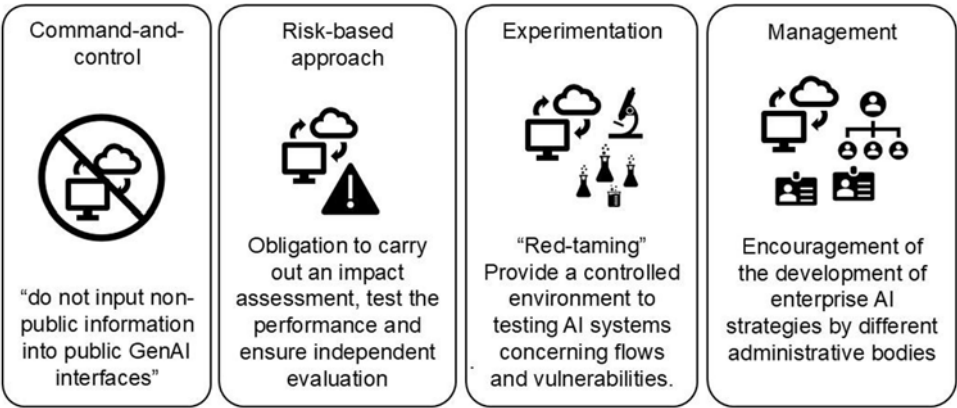 Command-and-
control
“do not input non-
public information
into public GenAI
interfaces”
Risk-based
approach
Obligation to carry
out an impact
assessment, test the
performance and
ensure independent
evaluation
Experimentation
“Red-taming”
Provide a controlled
environment to
testing AI systems
concerning flows
and vulnerabilities.
Management
Encouragement of
the development of
enterprise AI
strategies by different
administrative bodies